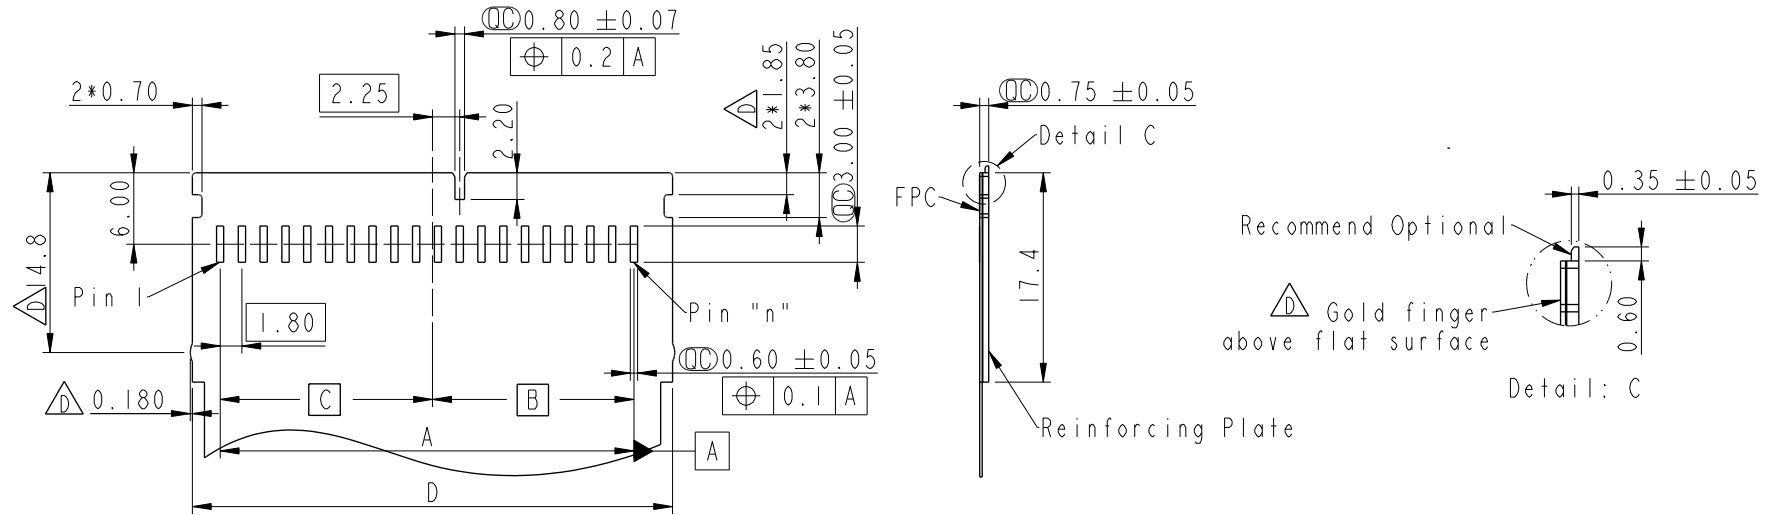 QC 0.80 ±0.07
⌖ 0.2 A
2*0.70
2.25
2.20
D 2*1.85
2*3.80
QC 3.00 ±0.05
6.00
D 14.8
Pin 1
1.80
Pin "n"
QC 0.60 ±0.05
⌖ 0.1 A
D 0.180
C
B
A
A
D
QC 0.75 ±0.05
Detail C
FPC
17.4
Reinforcing Plate
0.35 ±0.05
Recommend Optional
D Gold finger
above flat surface
0.60
Detail: C